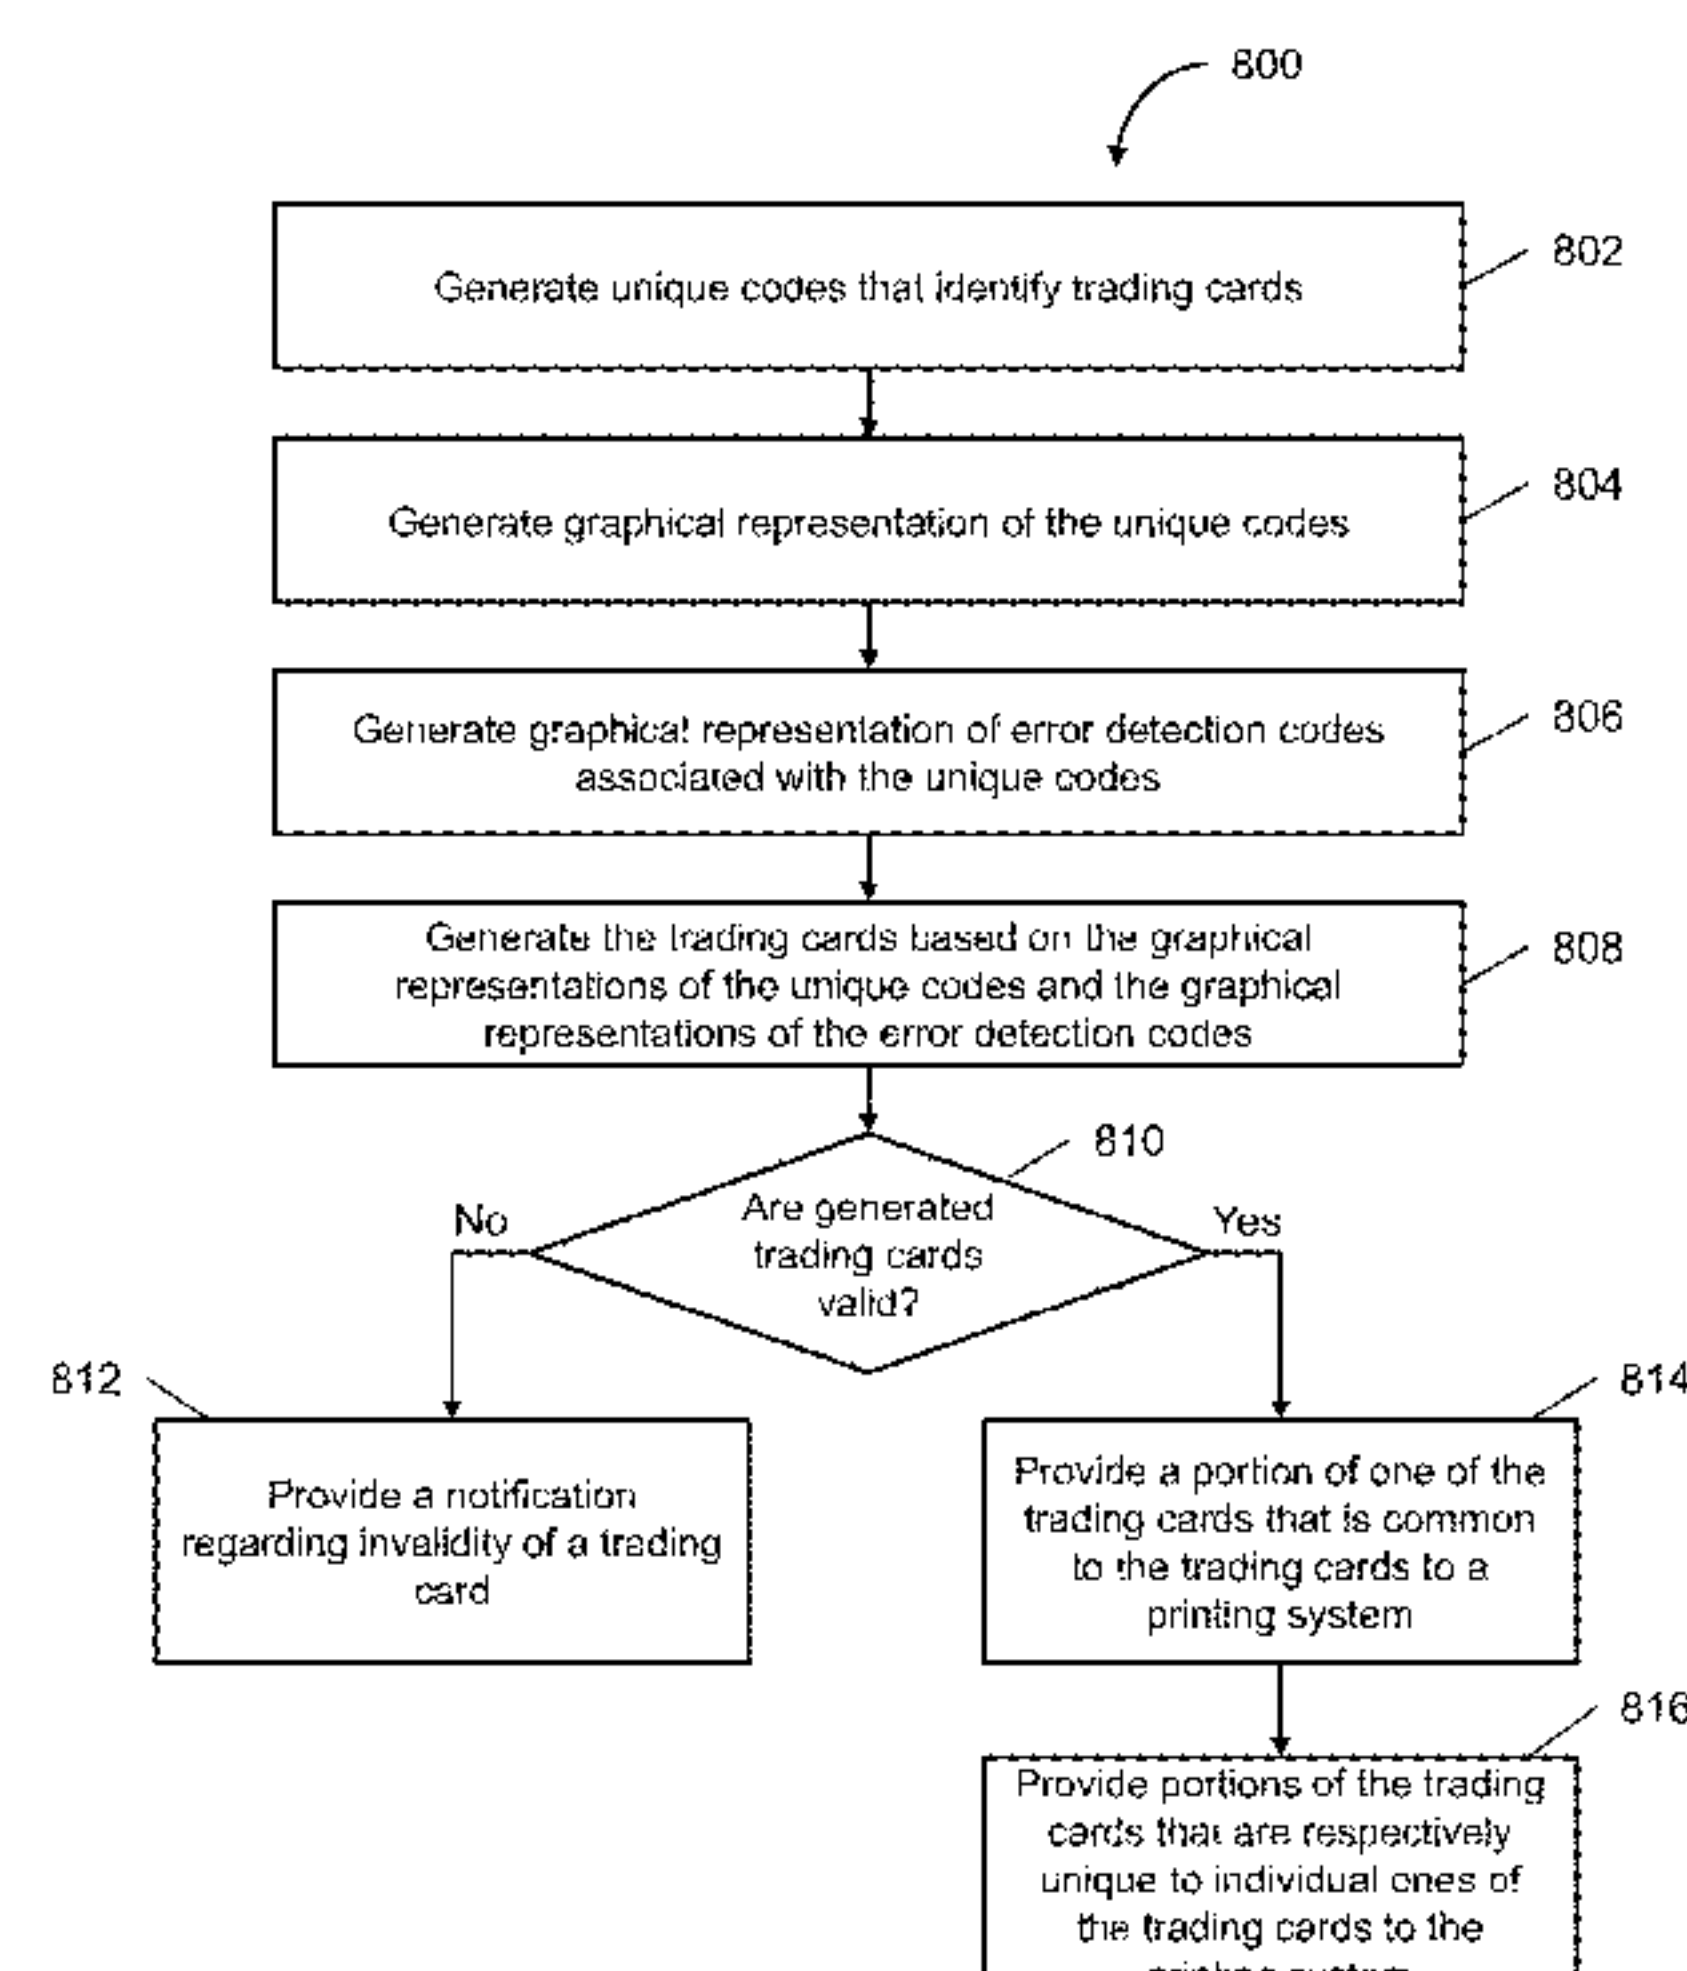 800
Generate unique codes that identify trading cards
802
Generate graphical representation of the unique codes
804
Generate graphical representation of error detection codes
associated with the unique codes
806
Generate the trading cards based on the graphical
representations of the unique codes and the graphical
representations of the error detection codes
808
810
Are generated
trading cards
valid?
No
Yes
812
Provide a notification
regarding invalidity of a trading
card
814
Provide a portion of one of the
trading cards that is common
to the trading cards to a
printing system
816
Provide portions of the trading
cards that are respectively
unique to individual ones of
the trading cards to the